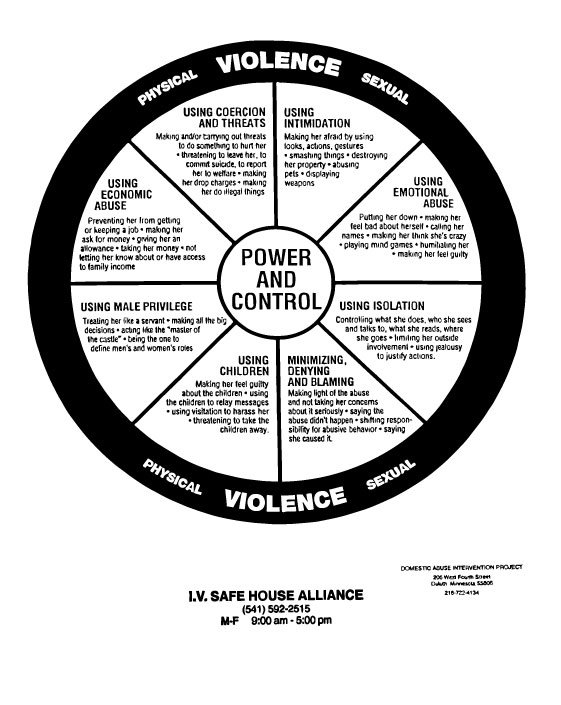 PHYSICAL VIOLENCE SEXUAL
USING COERCION
AND THREATS
Making and/or carrying out threats
to do something to hurt her
• threatening to leave her, to
commit suicide, to report
her to welfare • making
her drop charges • making
her do illegal things
USING
INTIMIDATION
Making her afraid by using
looks, actions, gestures
• smashing things • destroying
her property • abusing
pets • displaying
weapons
USING
ECONOMIC
ABUSE
Preventing her from getting
or keeping a job • making her
ask for money • giving her an
allowance • taking her money • not
letting her know about or have access
to family income
USING
EMOTIONAL
ABUSE
Putting her down • making her
feel bad about herself • calling her
names • making her think she's crazy
• playing mind games • humiliating her
• making her feel guilty
POWER
AND
CONTROL
USING MALE PRIVILEGE
Treating her like a servant • making all the big
decisions • acting like the "master of
the castle" • being the one to
define men's and women's roles
USING ISOLATION
Controlling what she does, who she sees
and talks to, what she reads, where
she goes • limiting her outside
involvement • using jealousy
to justify actions.
USING
CHILDREN
Making her feel guilty
about the children • using
the children to relay messages
• using visitation to harass her
• threatening to take the
children away.
MINIMIZING,
DENYING
AND BLAMING
Making light of the abuse
and not taking her concerns
about it seriously • saying the
abuse didn't happen • shifting respon-
sibility for abusive behavior • saying
she caused it.
PHYSICAL VIOLENCE SEXUAL
DOMESTIC ABUSE INTERVENTION PROJECT
206 West Fourth Street
Duluth Minnesota 55806
218-722-4134
I.V. SAFE HOUSE ALLIANCE
(541) 592-2515
M-F 9:00 am - 5:00 pm